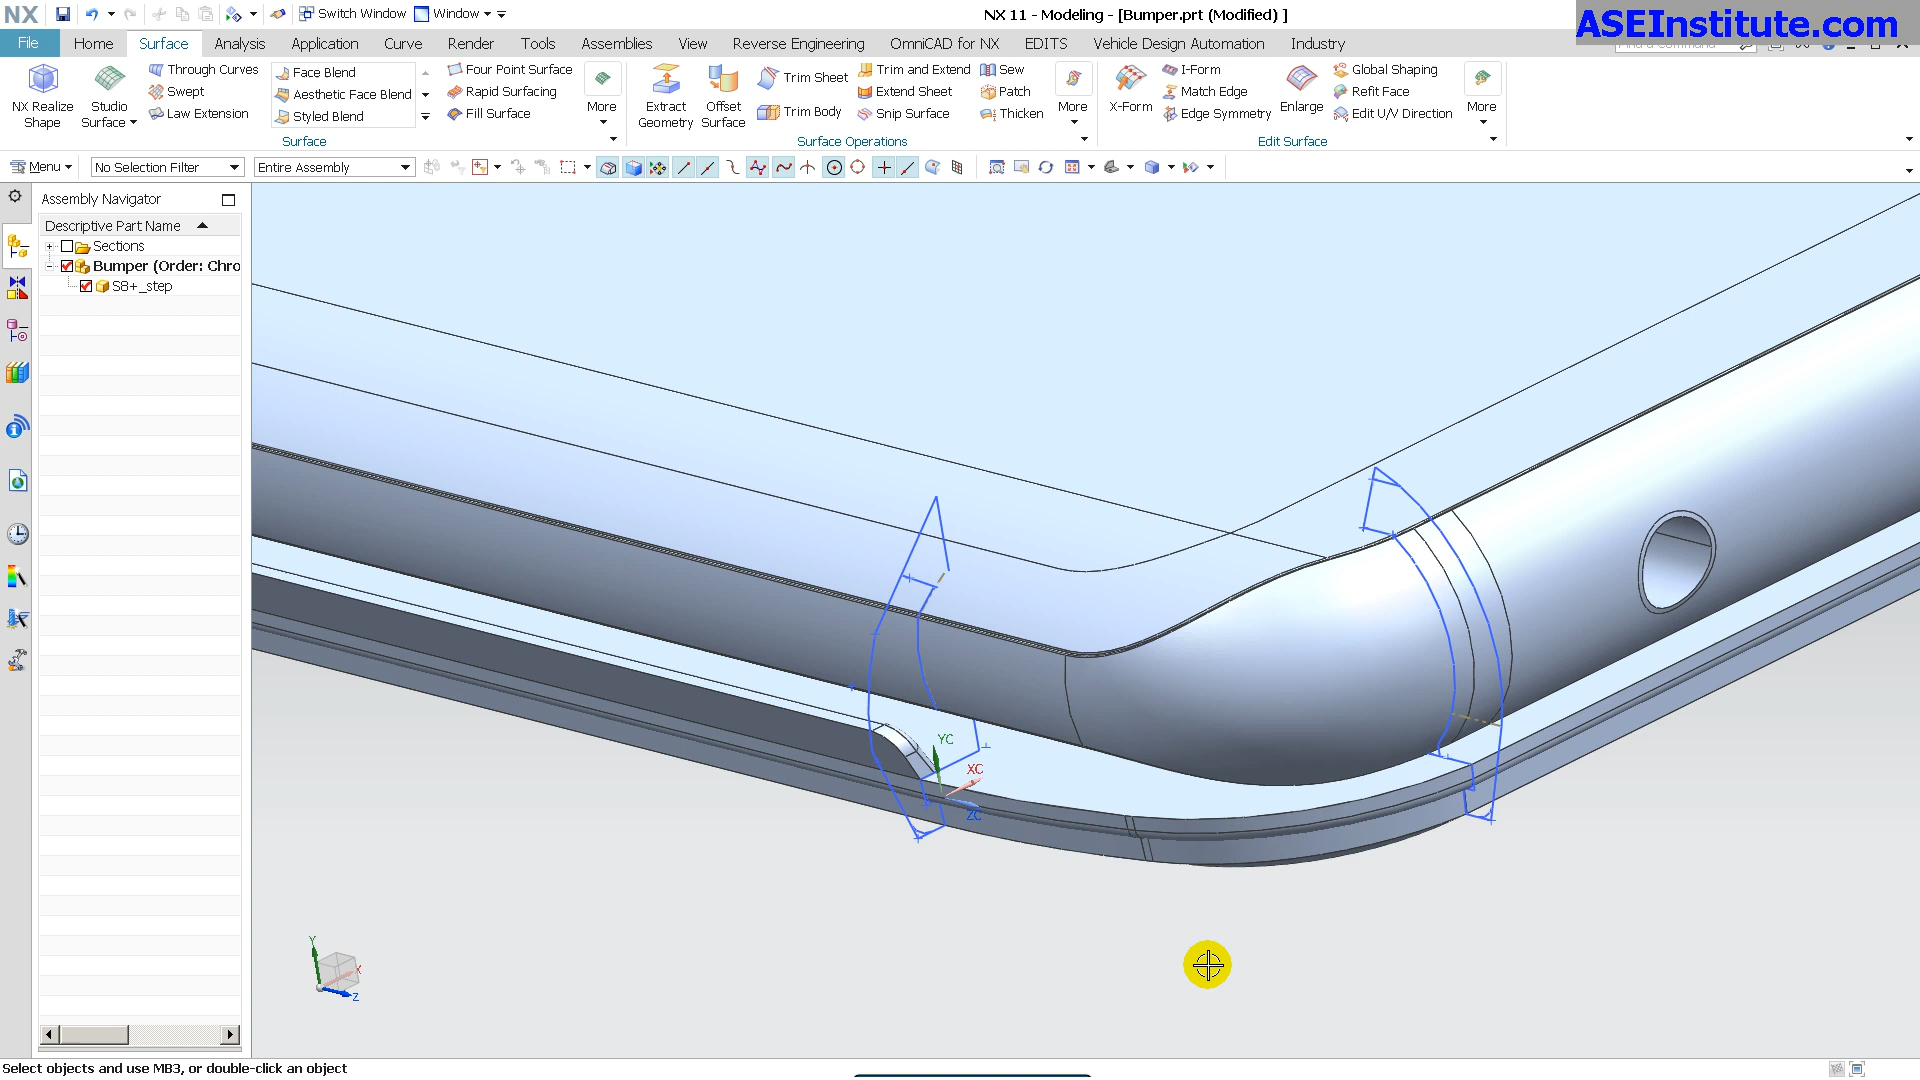 NX Switch Window Window NX 11 - Modeling - [Bumper.prt (Modified) ] ASEInstitute.com
File Home Surface Analysis Application Curve Render Tools Assemblies View Reverse Engineering OmniCAD for NX EDITS Vehicle Design Automation Industry
Through Curves Face Blend Four Point Surface Trim Sheet Trim and Extend Sew I-Form Global Shaping
Swept Aesthetic Face Blend Rapid Surfacing Extend Sheet Patch Match Edge Refit Face
Law Extension Styled Blend Fill Surface Trim Body Snip Surface Thicken Edge Symmetry Edit U/V Direction
NX Realize Shape Studio Surface More Extract Geometry Offset Surface More X-Form Enlarge More
Surface Surface Operations Edit Surface
Menu No Selection Filter Entire Assembly
Assembly Navigator
Descriptive Part Name
Sections
Bumper (Order: Chro
S8+_step
YC
XC
ZC
Y
X
Z
Select objects and use MB3, or double-click an object